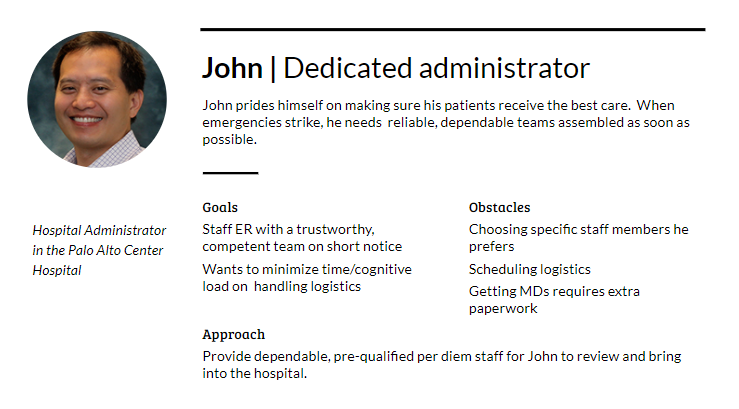 John | Dedicated administrator
John prides himself on making sure his patients receive the best care.  When
emergencies strike, he needs  reliable, dependable teams assembled as soon as
possible.
Hospital Administrator
in the Palo Alto Center
Hospital
Goals
Staff ER with a trustworthy,
competent team on short notice
Wants to minimize time/cognitive
load on  handling logistics
Obstacles
Choosing specific staff members he
prefers
Scheduling logistics
Getting MDs requires extra
paperwork
Approach
Provide dependable, pre-qualified per diem staff for John to review and bring
into the hospital.